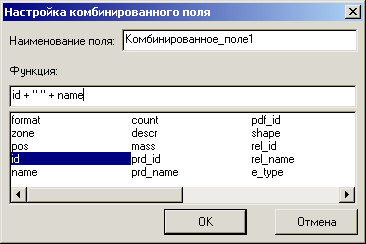 Настройка комбинированного поля
Наименование поля: Комбинированное_поле1
Функция:
id + " " + name
format count pdf_id
zone descr shape
pos mass rel_id
id prd_id rel_name
name prd_name e_type
OK Отмена